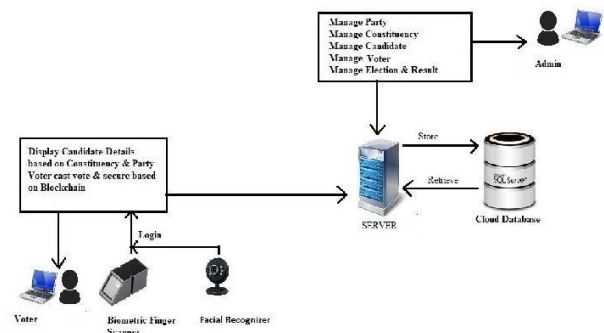 Manage Party
Manage Constituency
Manage Candidate
Manage Voter
Manage Election & Result
Admin
Store
Display Candidate Details
based on Constituency & Party
Voter cast vote & secure based
on Blockchain
SQL Server
Retrieve
SERVER
Cloud Database
Login
Voter
Biometric Finger
Scanner
Facial Recognizer